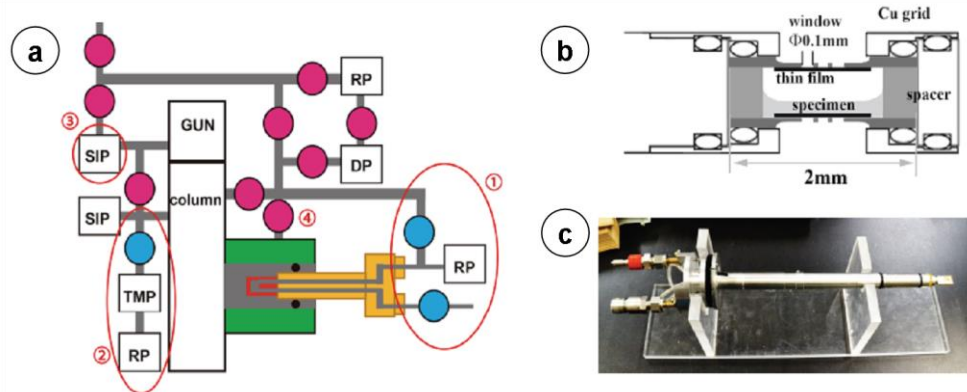 a
③
SIP
SIP
TMP
②
RP
GUN
column
RP
DP
①
④
RP
b
window
Φ0.1mm
Cu grid
thin film
specimen
spacer
2mm
c